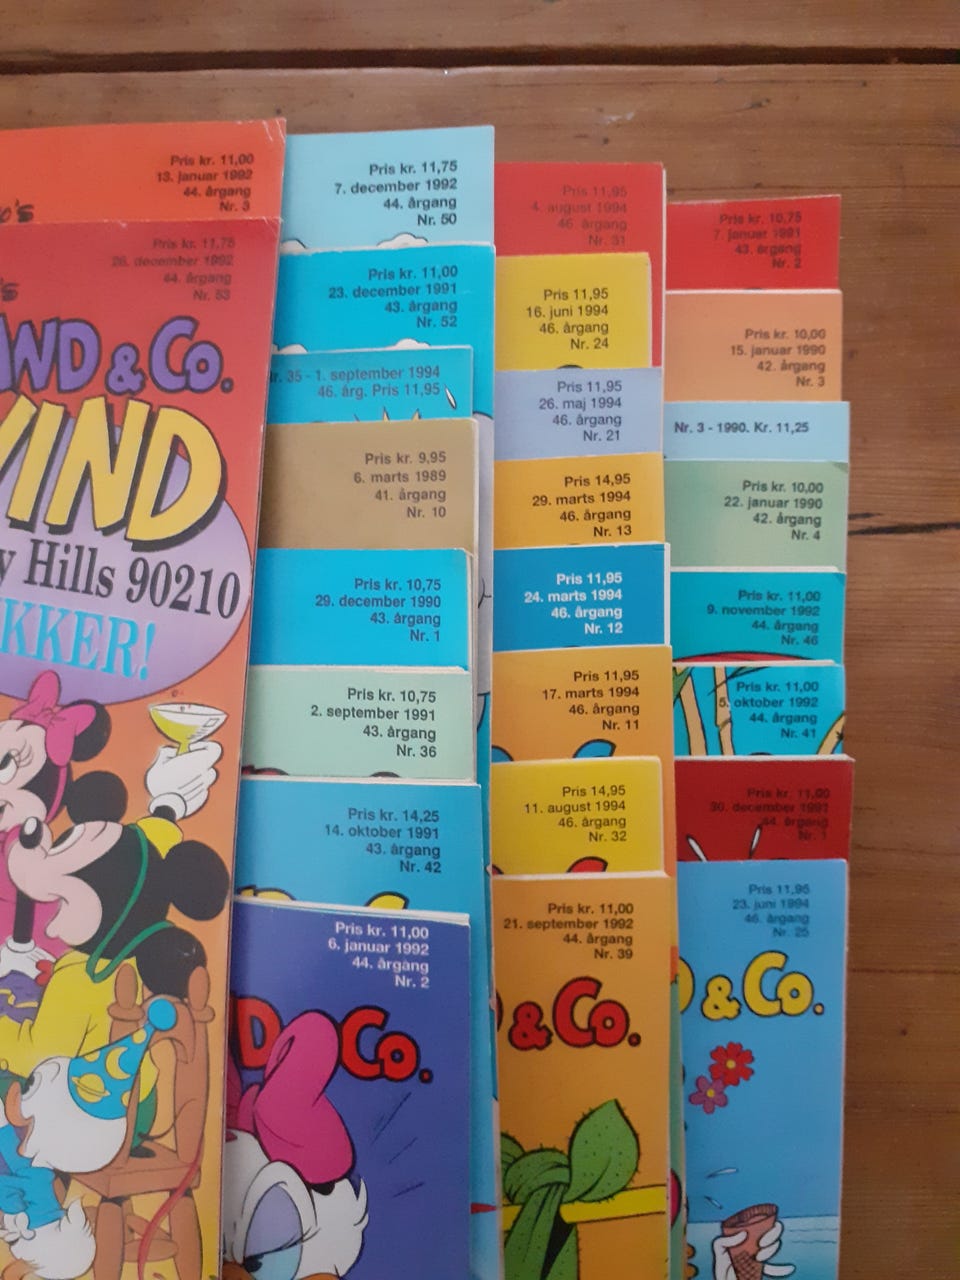 Pris kr. 11,00
13. januar 1992
44. årgang
Nr. 3
O'S
Pris kr. 11,75
28. december 1992
44. årgang
Nr. 53
'S
AND & Co.
VIND
y Hills 90210
KKER!
Pris kr. 11,75
7. december 1992
44. årgang
Nr. 50
Pris kr. 11,00
23. december 1991
43. årgang
Nr. 52
Nr. 35 - 1. september 1994
46. årg. Pris 11,95
Pris kr. 9,95
6. marts 1989
41. årgang
Nr. 10
Pris kr. 10,75
29. december 1990
43. årgang
Nr. 1
Pris kr. 10,75
2. september 1991
43. årgang
Nr. 36
Pris kr. 14,25
14. oktober 1991
43. årgang
Nr. 42
Pris kr. 11,00
6. januar 1992
44. årgang
Nr. 2
D Co.
Pris 11,95
4. august 1994
46. årgang
Nr. 31
Pris 11,95
16. juni 1994
46. årgang
Nr. 24
Pris 11,95
26. maj 1994
46. årgang
Nr. 21
Pris 14,95
29. marts 1994
46. årgang
Nr. 13
Pris 11,95
24. marts 1994
46. årgang
Nr. 12
Pris 11,95
17. marts 1994
46. årgang
Nr. 11
Pris 14,95
11. august 1994
46. årgang
Nr. 32
Pris kr. 11,00
21. september 1992
44. årgang
Nr. 39
D & Co.
Pris kr. 10,75
7. januar 1991
43. årgang
Nr. 2
Pris kr. 10,00
15. januar 1990
42. årgang
Nr. 3
Nr. 3 - 1990. Kr. 11,25
Pris kr. 10,00
22. januar 1990
42. årgang
Nr. 4
Pris kr. 11,00
9. november 1992
44. årgang
Nr. 46
Pris kr. 11,00
5. oktober 1992
44. årgang
Nr. 41
Pris kr. 11,00
30. december 1991
44. årgang
Nr. 1
Pris 11,95
23. juni 1994
46. årgang
Nr. 25
D & Co.